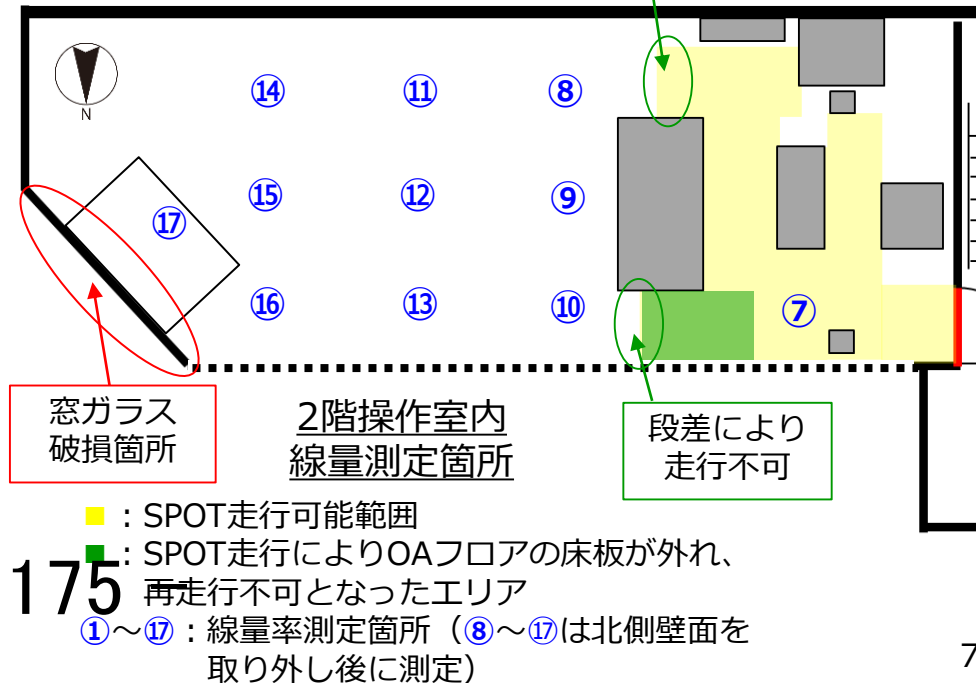 N
⑭ ⑪ ⑧
⑮ ⑫ ⑨
⑰
⑯ ⑬ ⑩ ⑦
窓ガラス
破損箇所
2階操作室内
線量測定箇所
段差により
走行不可
:SPOT走行可能範囲
:SPOT走行によりOAフロアの床板が外れ、
再走行不可となったエリア
①~⑰:線量率測定箇所(⑧~⑰は北側壁面を
取り外し後に測定)
175
7